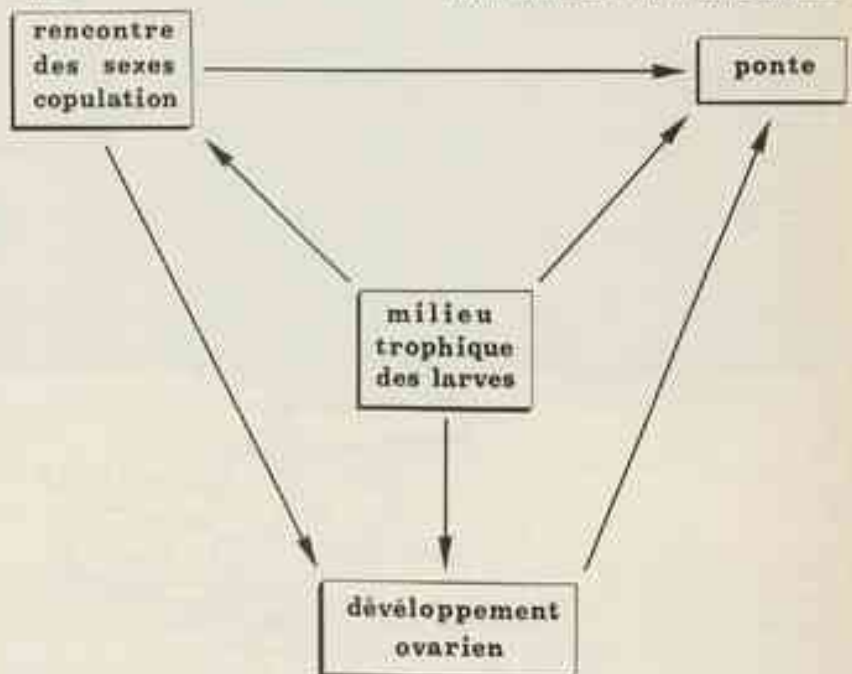 rencontre
des sexes
copulation
ponte
milieu
trophique
des larves
développement
ovarien